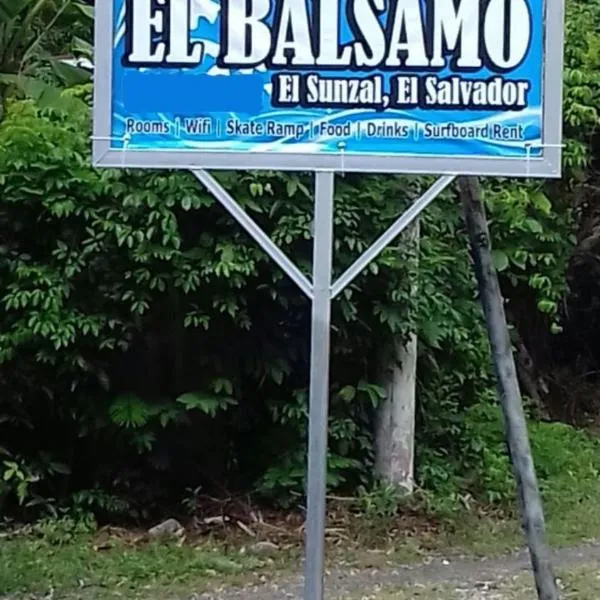 EL BALSAMO
El Sunzal, El Salvador
Rooms | Wifi | Skate Ramp | Food | Drinks | Surfboard Rent